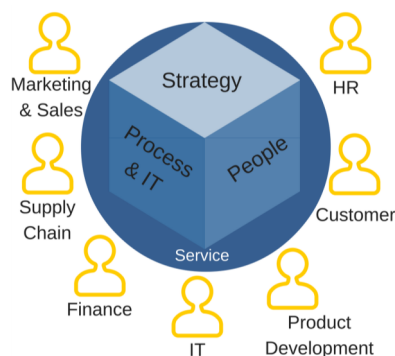 Strategy
Process
& IT
People
Service
Marketing
& Sales
HR
Supply
Chain
Customer
Finance
IT
Product
Development